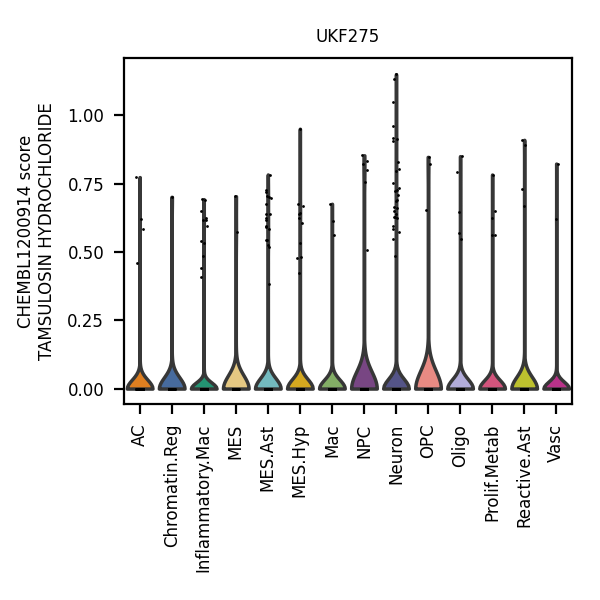 UKF275
CHEMBL1200914 score
TAMSULOSIN HYDROCHLORIDE
1.00
0.75
0.50
0.25
0.00
AC
Chromatin.Reg
Inflammatory.Mac
MES
MES.Ast
MES.Hyp
Mac
NPC
Neuron
OPC
Oligo
Prolif.Metab
Reactive.Ast
Vasc